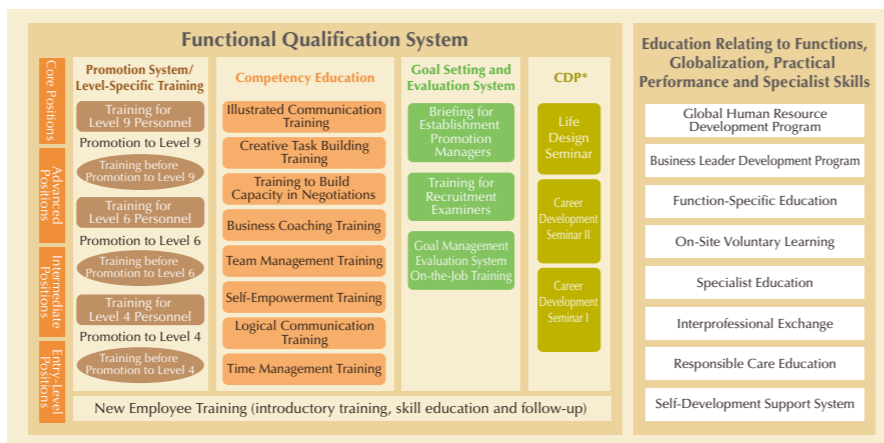 Functional Qualification System
Core Positions
Advanced
Positions
Intermediate
Positions
Entry-Level
Positions
Promotion System/
Level-Specific Training
Training for
Level 9 Personnel
Promotion to Level 9
Training before
Promotion to Level 9
Training for
Level 6 Personnel
Promotion to Level 6
Training before
Promotion to Level 6
Training for
Level 4 Personnel
Promotion to Level 4
Training before
Promotion to Level 4
Competency Education
Illustrated Communication
Training
Creative Task Building
Training
Training to Build
Capacity in Negotiations
Business Coaching Training
Team Management Training
Self-Empowerment Training
Logical Communication
Training
Time Management Training
Goal Setting and
Evaluation System
Briefing for
Establishment
Promotion
Managers
Training for
Recruitment
Examiners
Goal Management
Evaluation System
On-the-Job Training
CDP*
Life
Design
Seminar
Career
Development
Seminar II
Career
Development
Seminar I
New Employee Training (introductory training, skill education and follow-up)
Education Relating to Functions,
Globalization, Practical
Performance and Specialist Skills
Global Human Resource
Development Program
Business Leader Development Program
Function-Specific Education
On-Site Voluntary Learning
Specialist Education
Interprofessional Exchange
Responsible Care Education
Self-Development Support System